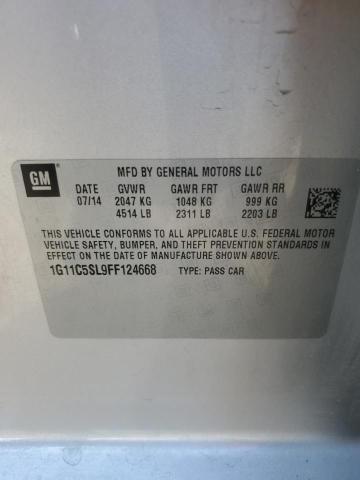 GM
MFD BY GENERAL MOTORS LLC
DATE GVWR GAWR FRT GAWR RR
07/14 2047 KG 1048 KG 999 KG
4514 LB 2311 LB 2203 LB
THIS VEHICLE CONFORMS TO ALL APPLICABLE U.S. FEDERAL MOTOR
VEHICLE SAFETY, BUMPER, AND THEFT PREVENTION STANDARDS IN
EFFECT ON THE DATE OF MANUFACTURE SHOWN ABOVE.
1G11C5SL9FF124668 TYPE: PASS CAR